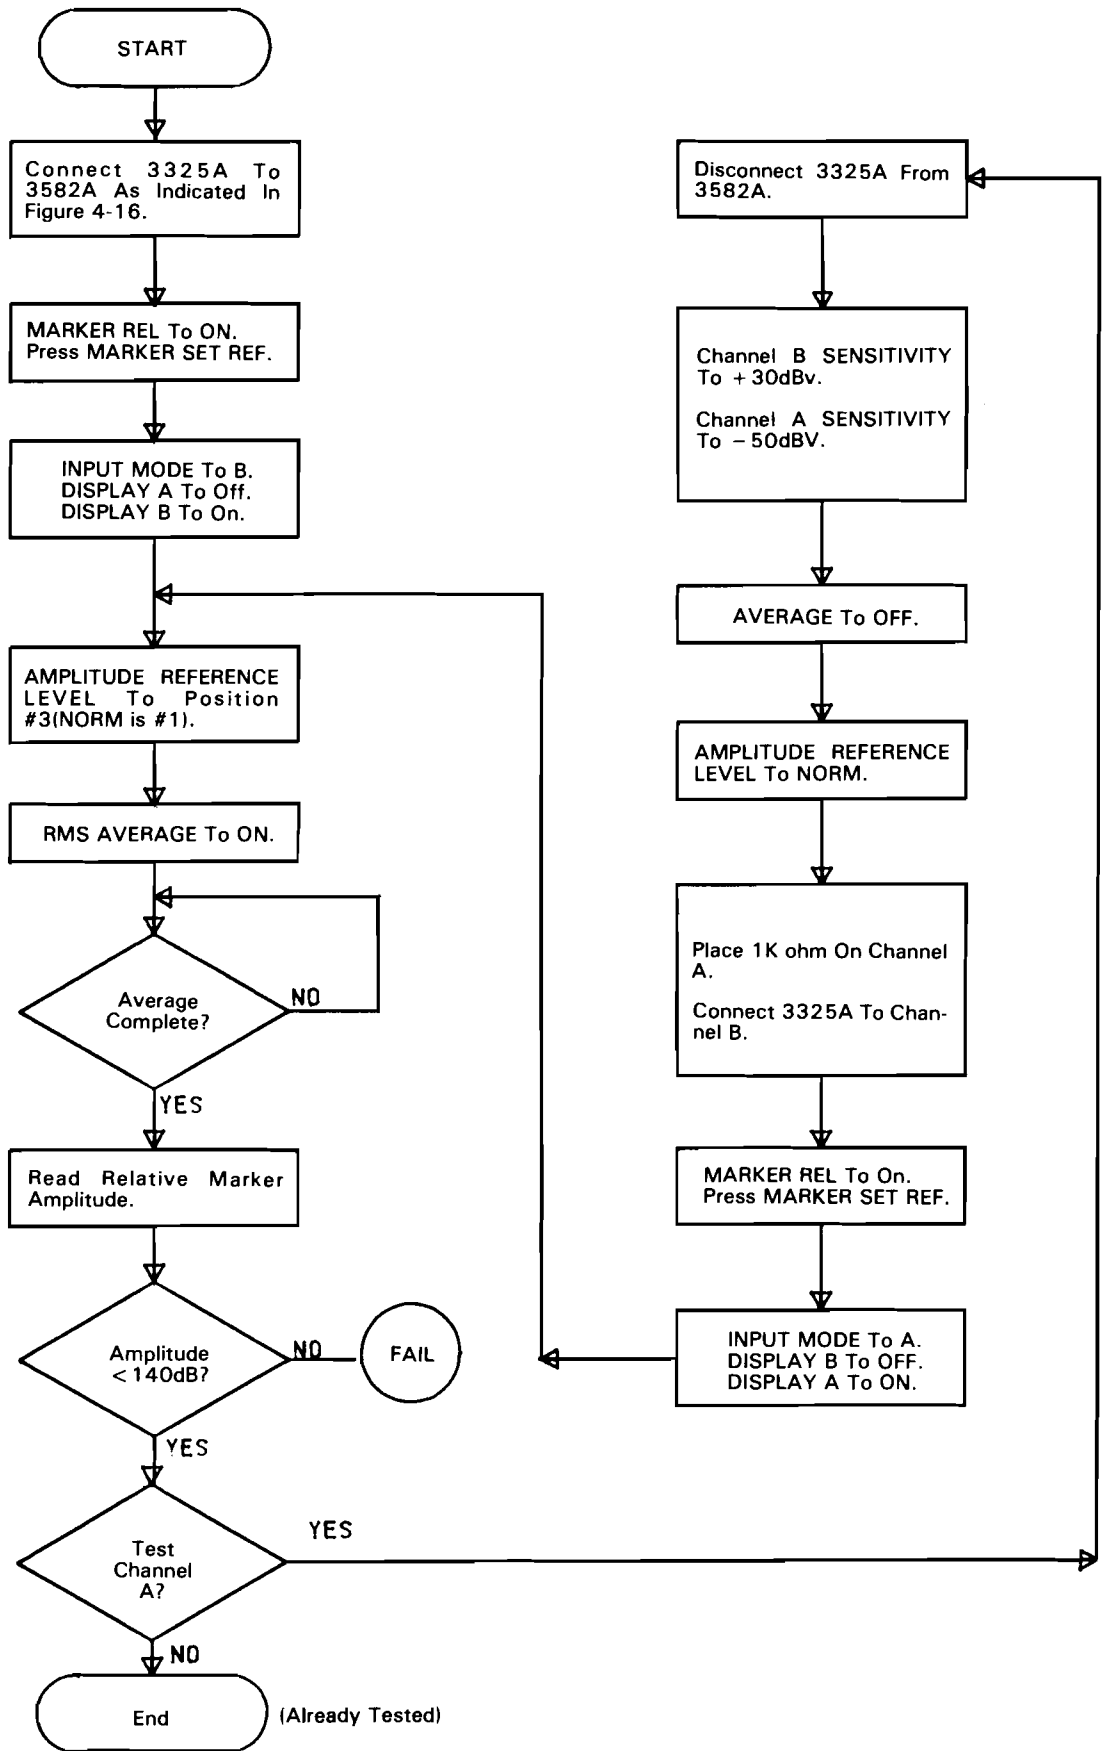 START
Connect 3325A To
3582A As Indicated In
Figure 4-16.
MARKER REL To ON.
Press MARKER SET REF.
INPUT MODE To B.
DISPLAY A To Off.
DISPLAY B To On.
AMPLITUDE REFERENCE
LEVEL To Position
#3(NORM is #1).
RMS AVERAGE To ON.
Average
Complete?
NO
YES
Read Relative Marker
Amplitude.
Amplitude
< 140dB?
NO
FAIL
YES
Test
Channel
A?
YES
NO
End
(Already Tested)
Disconnect 3325A From
3582A.
Channel B SENSITIVITY
To + 30dBv.
Channel A SENSITIVITY
To – 50dBV.
AVERAGE To OFF.
AMPLITUDE REFERENCE
LEVEL To NORM.
Place 1K ohm On Channel
A.
Connect 3325A To Chan-
nel B.
MARKER REL To On.
Press MARKER SET REF.
INPUT MODE To A.
DISPLAY B To OFF.
DISPLAY A To ON.